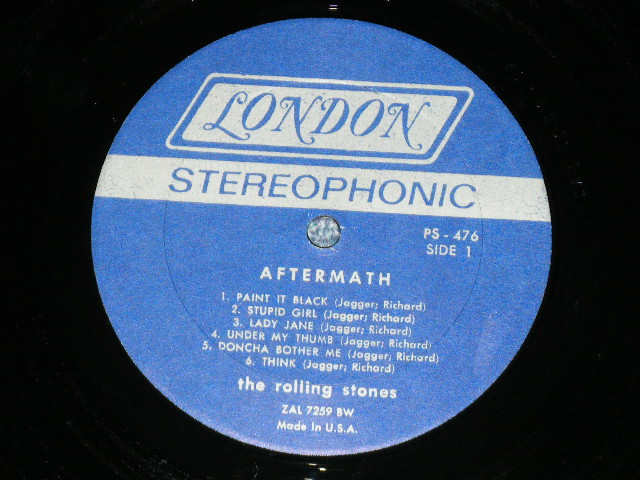 LONDON
STEREOPHONIC
PS - 476
SIDE 1
AFTERMATH
1. PAINT IT BLACK (Jagger; Richard)
2. STUPID GIRL (Jagger; Richard)
3. LADY JANE (Jagger; Richard)
4. UNDER MY THUMB (Jagger; Richard)
5. DONCHA BOTHER ME (Jagger; Richard)
6. THINK (Jagger; Richard)
the rolling stones
ZAL 7259 BW
Made In U.S.A.